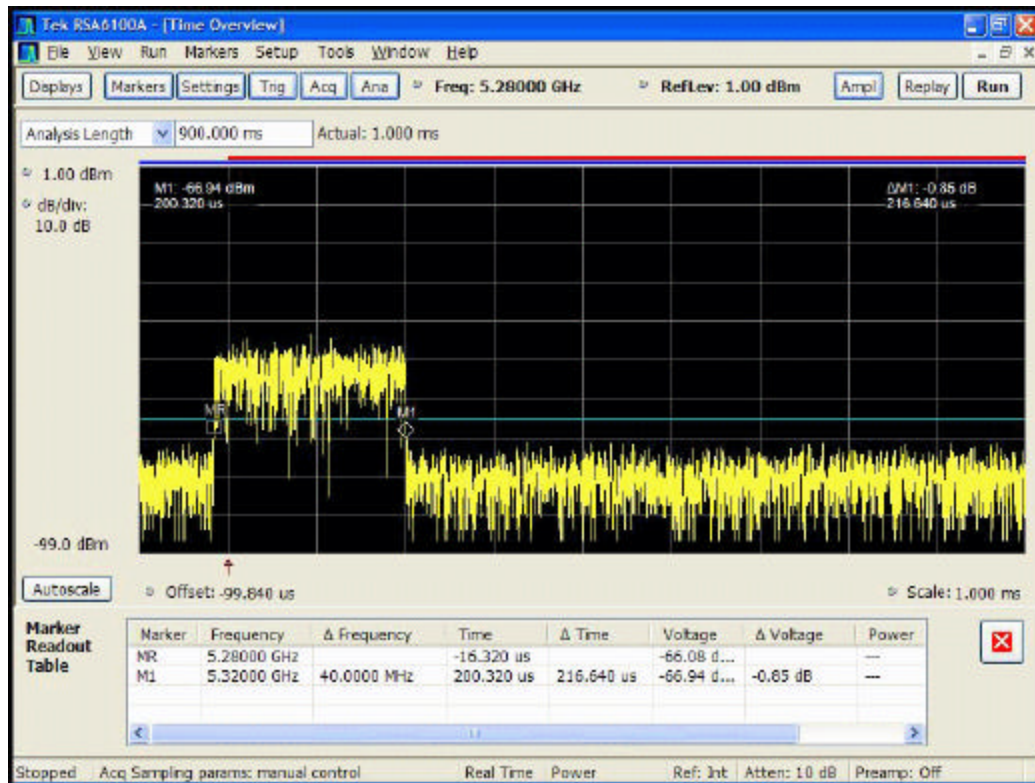 Tek RSA6100A - [Time Overview]
File View Run Markers Setup Tools Window Help
Displays Markers Settings Trig Acq Ana Freq: 5.28000 GHz RefLev: 1.00 dBm Ampl Replay Run
Analysis Length 900.000 ms Actual: 1.000 ms
1.00 dBm
dB/div:
10.0 dB
M1: -66.94 dBm
200.320 us
ΔM1: -0.85 dB
216.640 us
MR
M1
-99.0 dBm
Autoscale Offset: -99.840 us Scale: 1.000 ms
Marker
Readout
Table
Marker Frequency Δ Frequency Time Δ Time Voltage Δ Voltage Power
MR 5.28000 GHz -16.320 us -66.08 d... ---
M1 5.32000 GHz 40.0000 MHz 200.320 us 216.640 us -66.94 d... -0.85 dB ---
Stopped Acq Sampling params: manual control Real Time Power Ref: Int Atten: 10 dB Preamp: Off